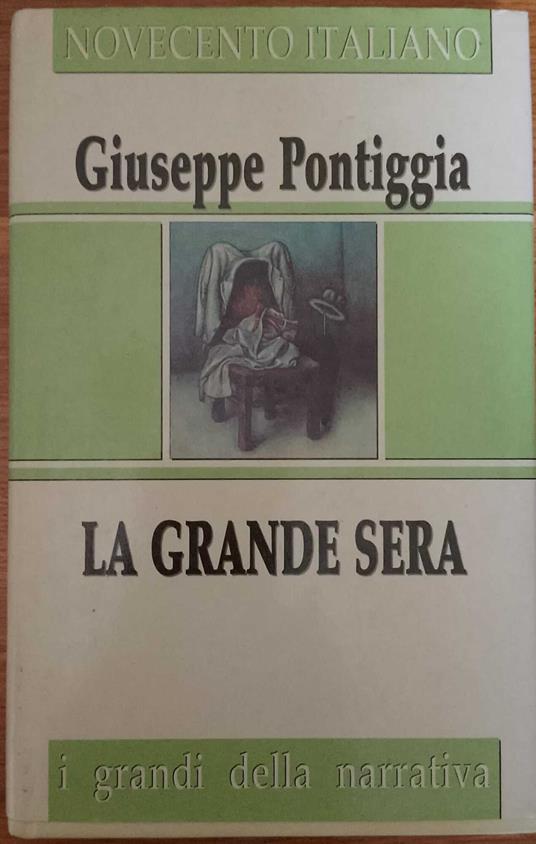 NOVECENTO ITALIANO
Giuseppe Pontiggia
LA GRANDE SERA
i grandi della narrativa